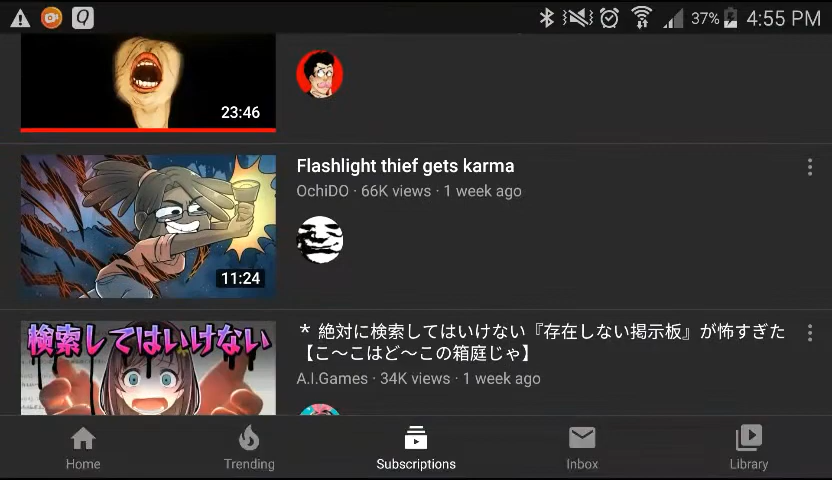 Q
37%
4:55 PM
23:46
Flashlight thief gets karma
OchiDO · 66K views · 1 week ago
11:24
検索してはいけない
* 絶対に検索してはいけない『存在しない掲示板』が怖すぎた
【こ〜こはど〜この箱庭じゃ】
A.I.Games · 34K views · 1 week ago
Home
Trending
Subscriptions
Inbox
Library